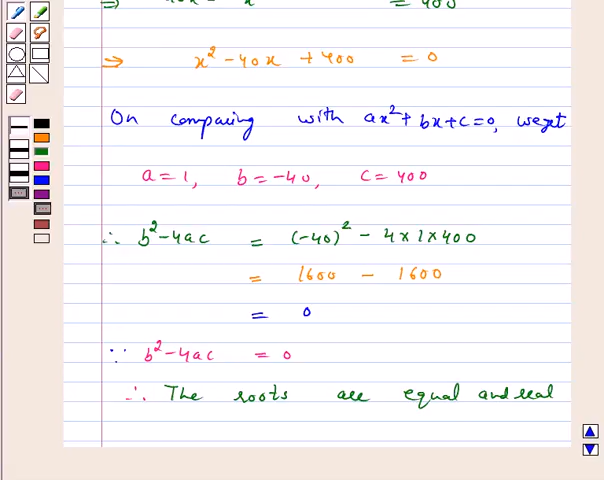 = 400
⇒ x² - 40x + 400 = 0
On comparing with ax² + bx + c = 0, we get
a = 1, b = -40, c = 400
∴ b² - 4ac = (-40)² - 4 × 1 × 400
= 1600 - 1600
= 0
∵ b² - 4ac = 0
∴ The roots are equal and real